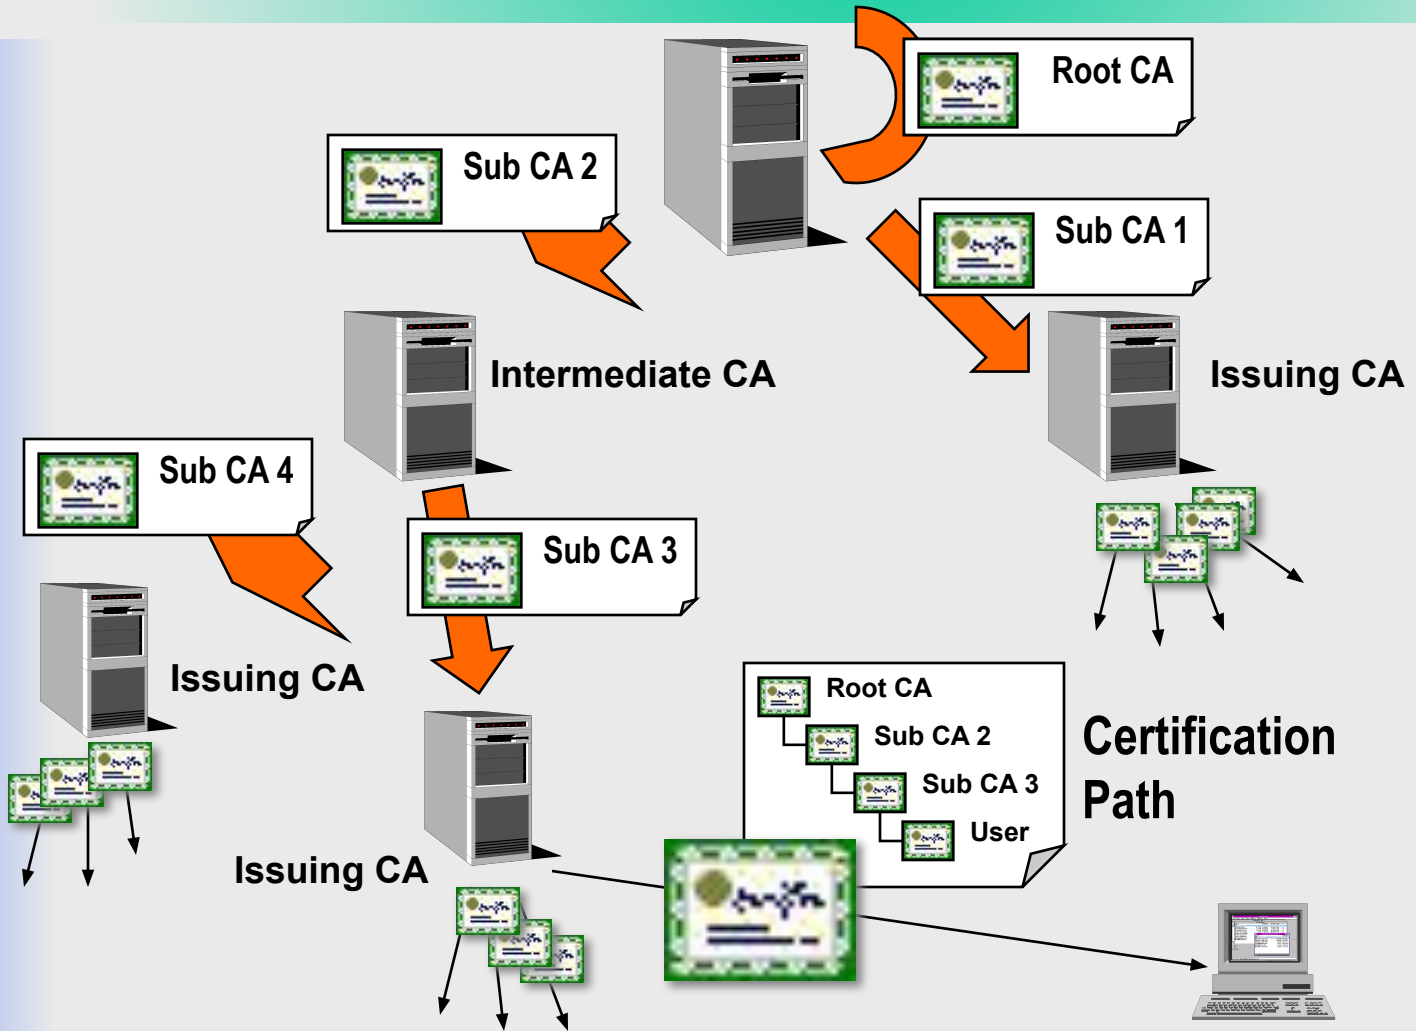 Root CA
Sub CA 2
Sub CA 1
Intermediate CA
Issuing CA
Sub CA 4
Sub CA 3
Issuing CA
Root CA
Sub CA 2
Sub CA 3
User
Certification
Path
Issuing CA